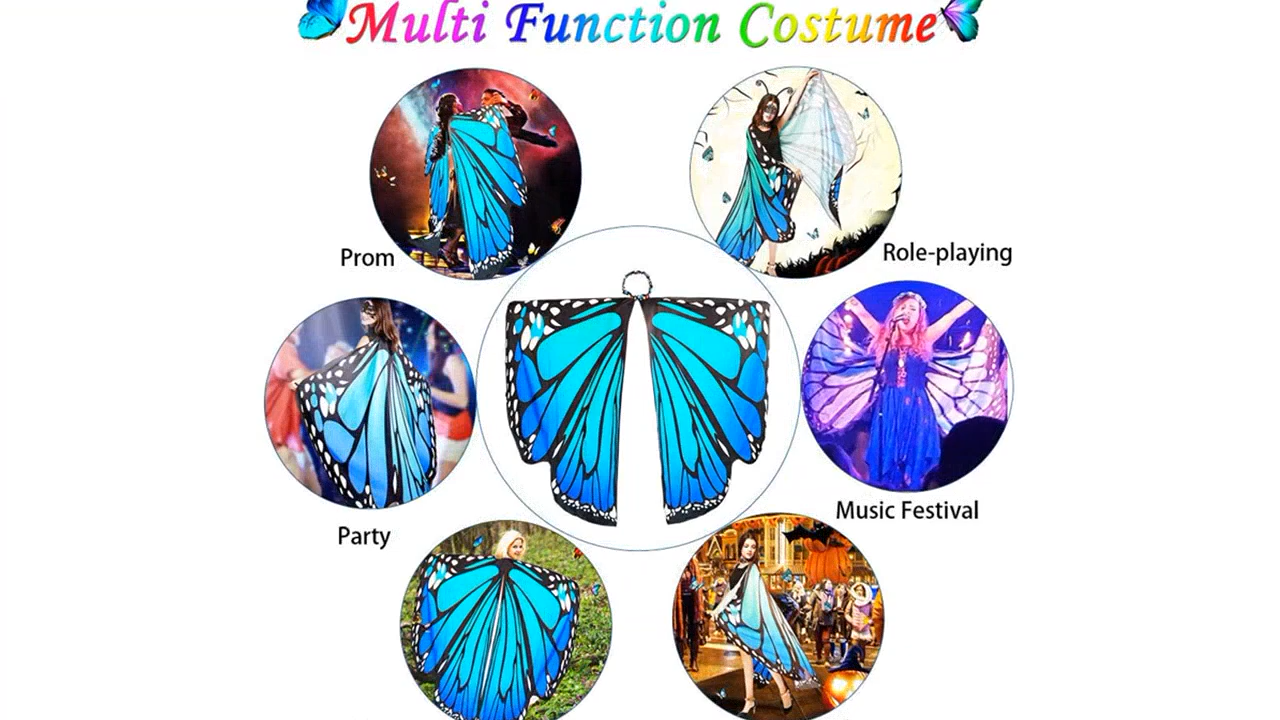 Multi Function Costume
Prom
Role-playing
Party
Music Festival